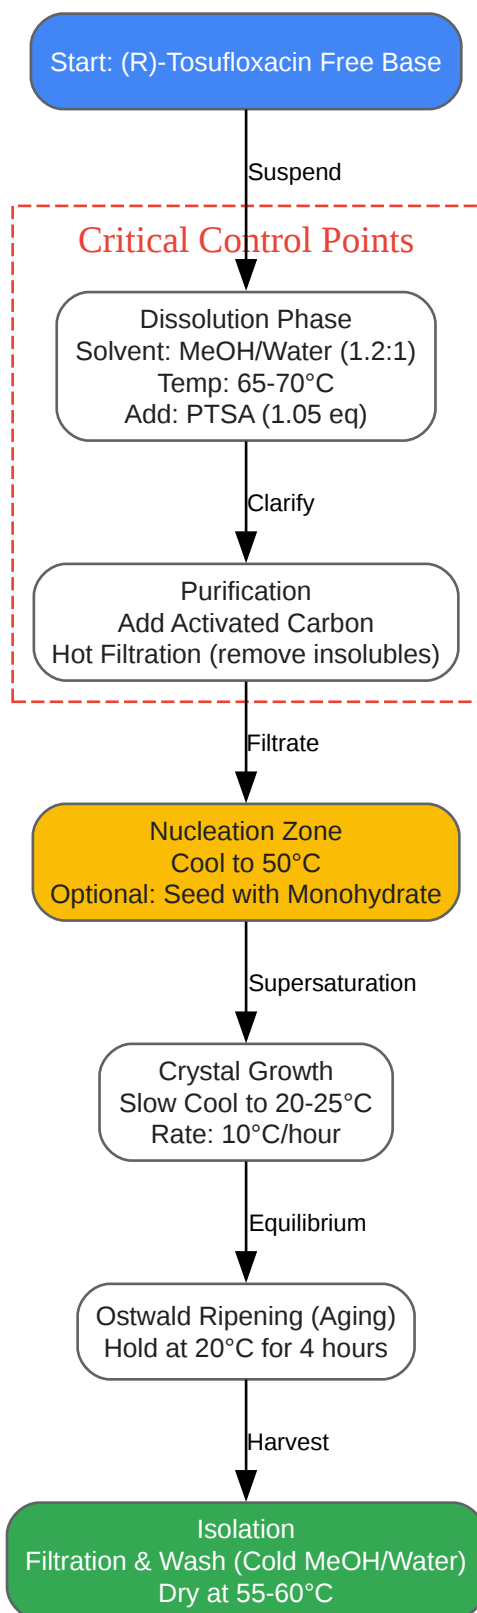 Start: (R)-Tosufloxacin Free Base
Suspend
Critical Control Points
Dissolution Phase
Solvent: MeOH/Water (1.2:1)
Temp: 65-70°C
Add: PTSA (1.05 eq)
Clarify
Purification
Add Activated Carbon
Hot Filtration (remove insolubles)
Filtrate
Nucleation Zone
Cool to 50°C
Optional: Seed with Monohydrate
Supersaturation
Crystal Growth
Slow Cool to 20-25°C
Rate: 10°C/hour
Equilibrium
Ostwald Ripening (Aging)
Hold at 20°C for 4 hours
Harvest
Isolation
Filtration & Wash (Cold MeOH/Water)
Dry at 55-60°C